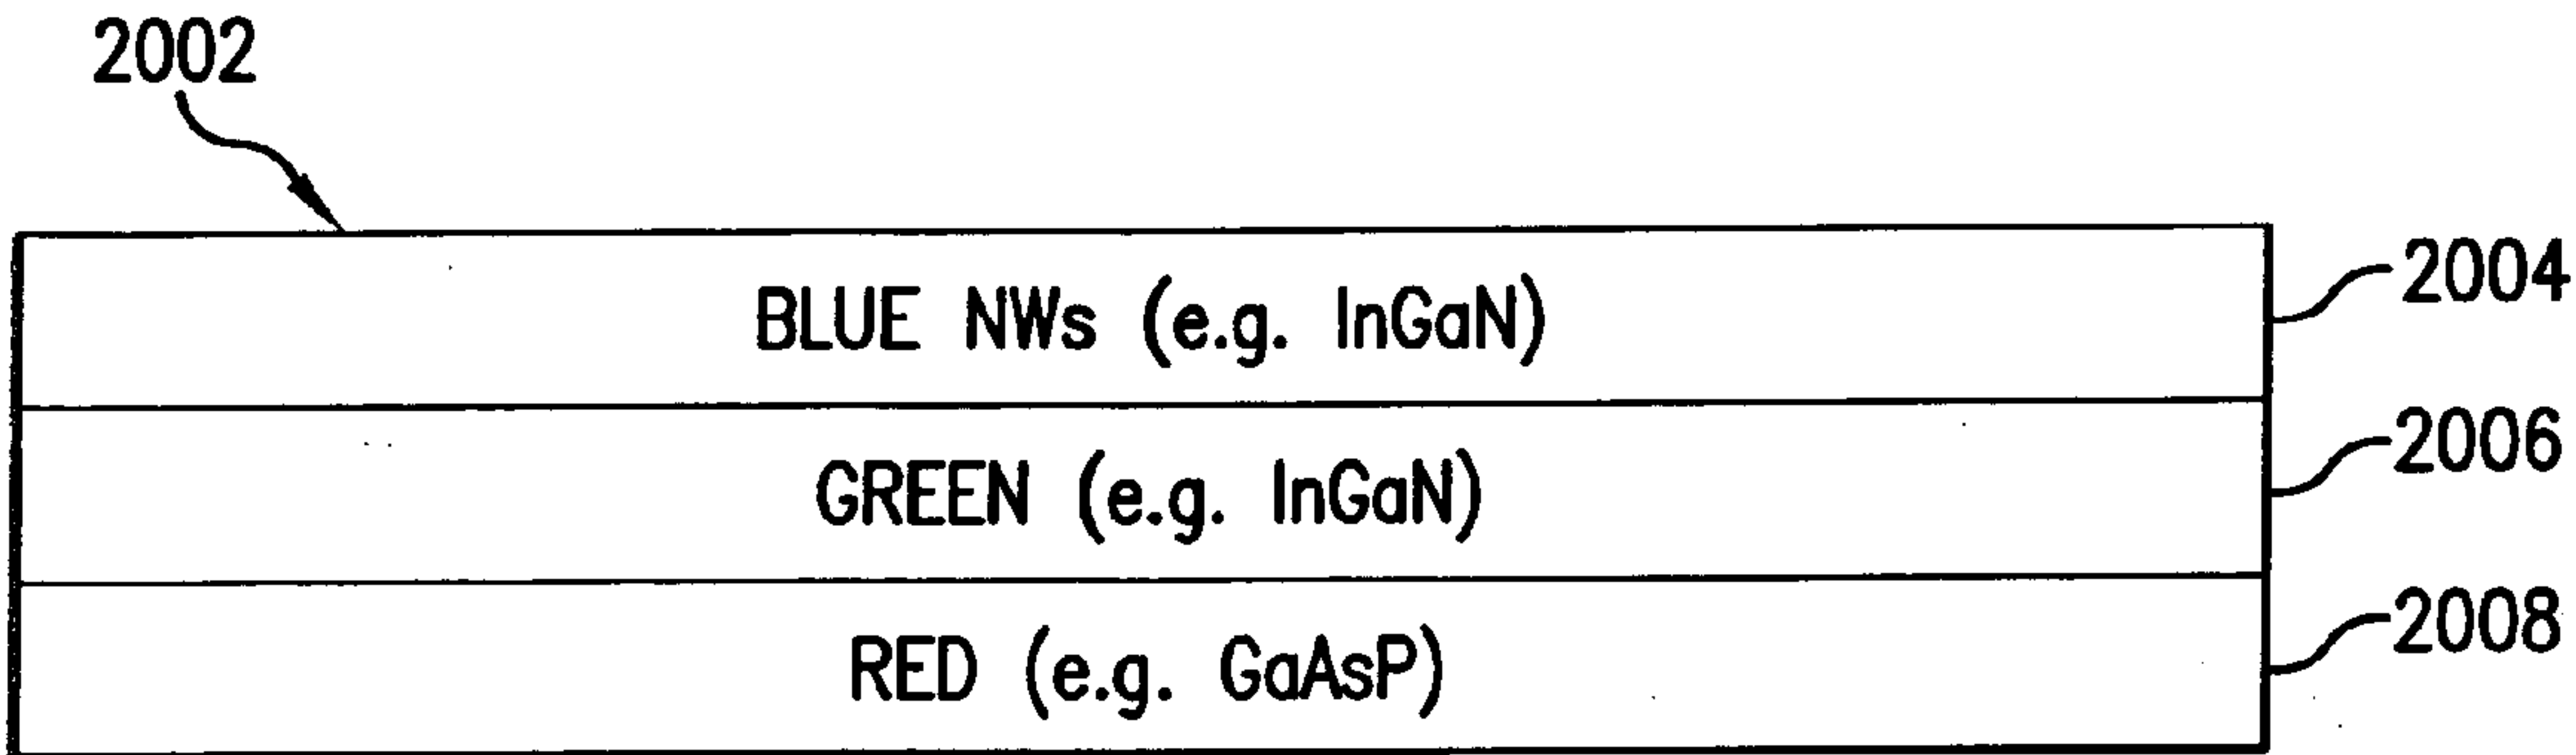 2002
BLUE NWs (e.g. InGaN)
2004
GREEN (e.g. InGaN)
2006
RED (e.g. GaAsP)
2008